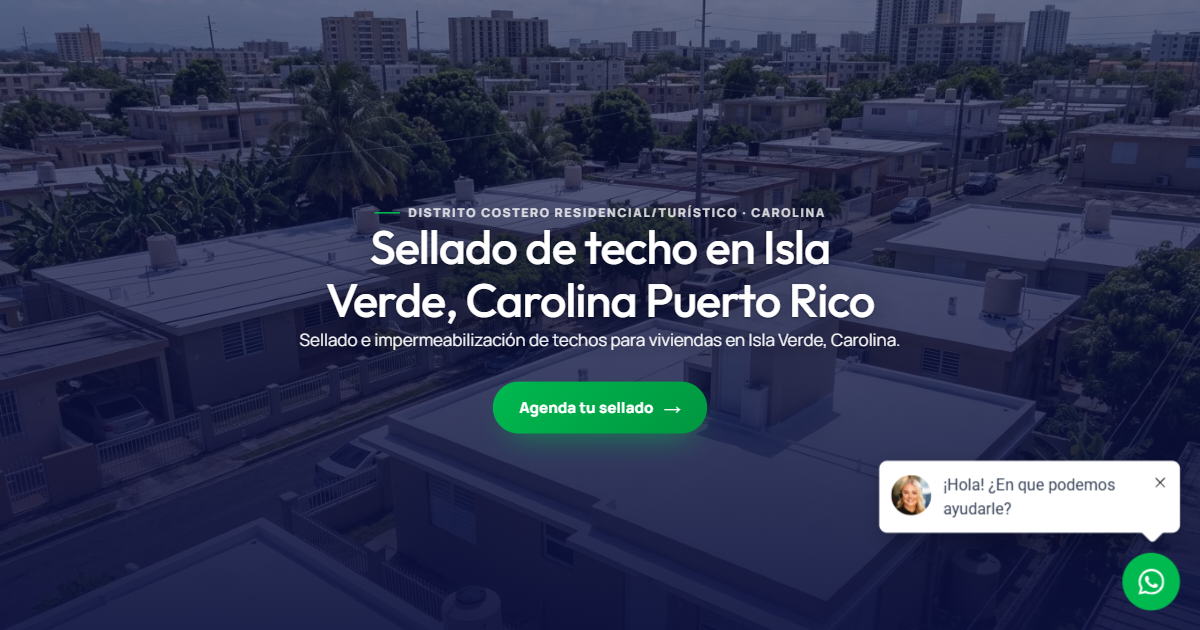 DISTRITO COSTERO RESIDENCIAL/TURÍSTICO · CAROLINA
Sellado de techo en Isla
Verde, Carolina Puerto Rico
Sellado e impermeabilización de techos para viviendas en Isla Verde, Carolina.
Agenda tu sellado →
¡Hola! ¿En que podemos
ayudarle?